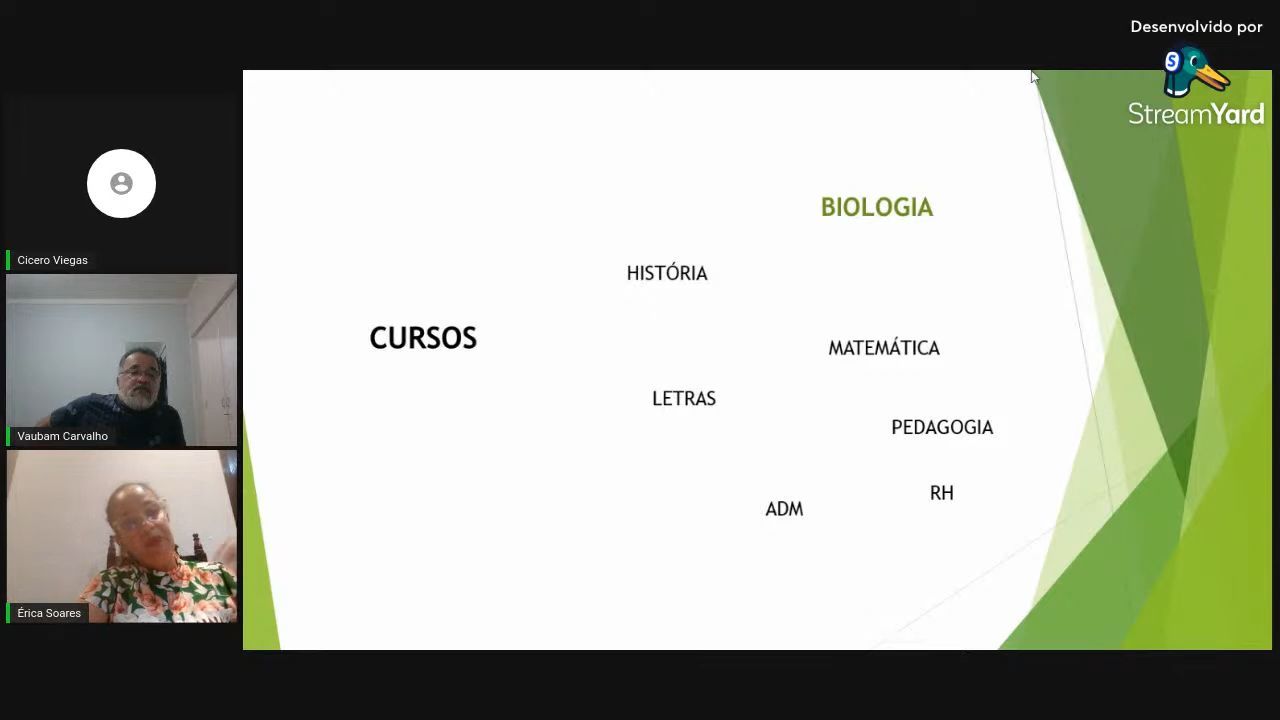 Desenvolvido por
S
StreamYard
Cicero Viegas
Vaubam Carvalho
Érica Soares
BIOLOGIA
HISTÓRIA
CURSOS
MATEMÁTICA
LETRAS
PEDAGOGIA
RH
ADM